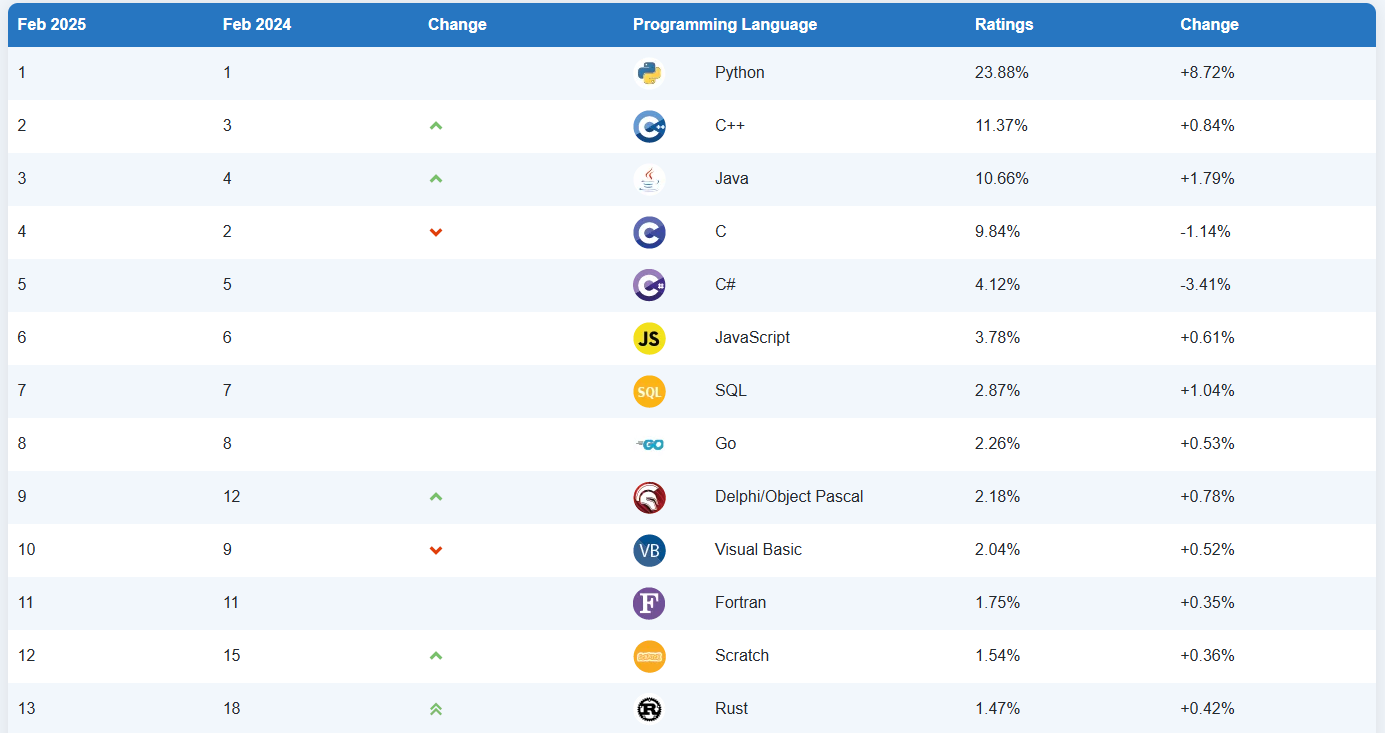 Feb 2025 Feb 2024 Change Programming Language Ratings Change
1 1 Python 23.88% +8.72%
2 3 C++ 11.37% +0.84%
3 4 Java 10.66% +1.79%
4 2 C 9.84% -1.14%
5 5 C# 4.12% -3.41%
6 6 JS JavaScript 3.78% +0.61%
7 7 SQL SQL 2.87% +1.04%
8 8 GO Go 2.26% +0.53%
9 12 Delphi/Object Pascal 2.18% +0.78%
10 9 VB Visual Basic 2.04% +0.52%
11 11 F Fortran 1.75% +0.35%
12 15 Scratch 1.54% +0.36%
13 18 R Rust 1.47% +0.42%